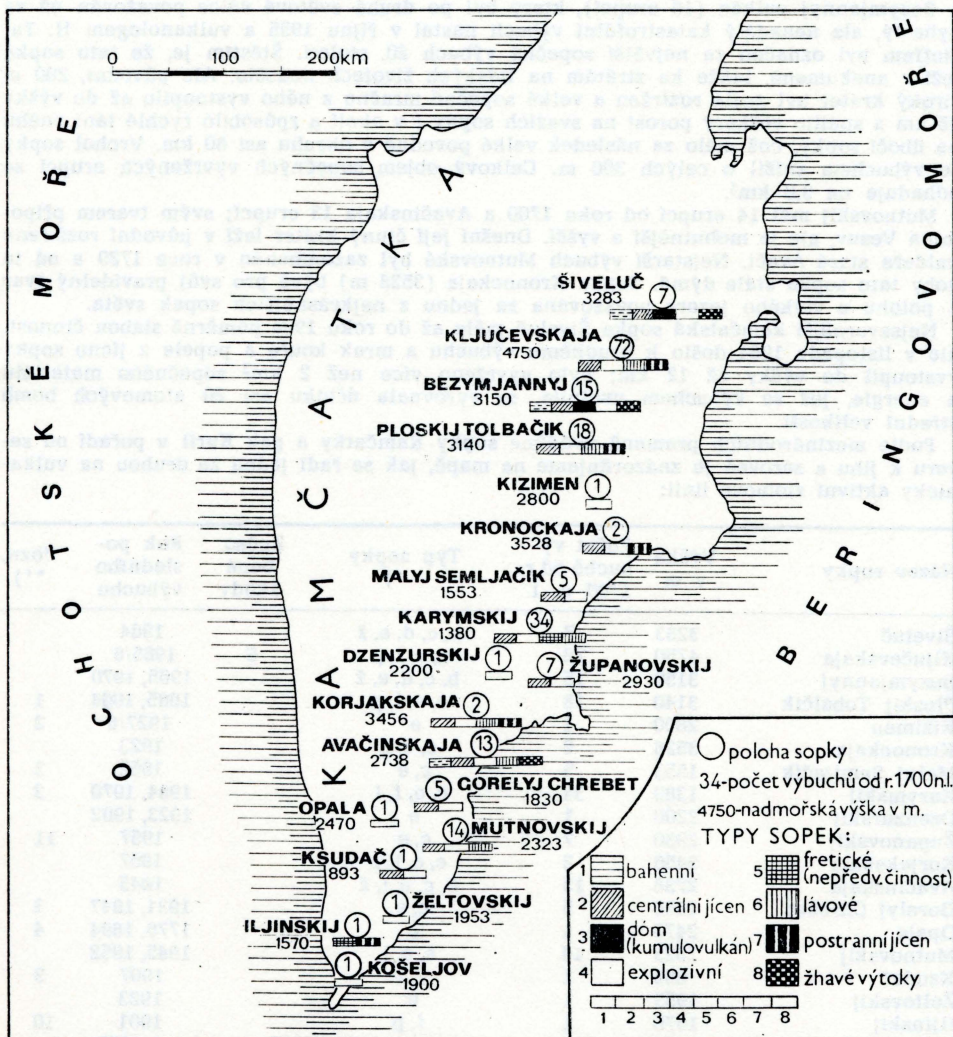 0 100 200km
OCHOTSKÉ MOŘE
KAMČATKA
BERINGOVO MOŘE
ŠIVELUČ
3283 7
KLJUČEVSKAJA
4750 72
BEZYMJANNYJ
3150 15
PLOSKIJ TOLBAČIK
3140 18
KIZIMEN
2800 1
KRONOCKAJA
3528 2
MALYJ SEMLJAČIK
1553 5
KARYMSKIJ
1380 34
DZENZURSKIJ
2200 1
7 ŽUPANOVSKIJ
2930
KORJAKSKAJA
3456 2
AVAČINSKAJA
2738 13
5 GORELYJ CHREBET
1830
OPALA
2470 1
14 MUTNOVSKIJ
2323
KSUDAČ
893 1
1 ŽELTOVSKIJ
1953
ILJINSKIJ
1570 1
1 KOŠELJOV
1900
poloha sopky
34-počet výbuchů od r. 1700 n.l.
4750-nadmořská výška v m
TYPY SOPEK:
1 bahenní
2 centrální jícen
3 dóm
(kumulovulkán)
4 explozivní
5 fretické
(nepředv. činnost)
6 lávové
7 postranní jícen
8 žhavé výtoky
1 2 3 4 5 6 7 8